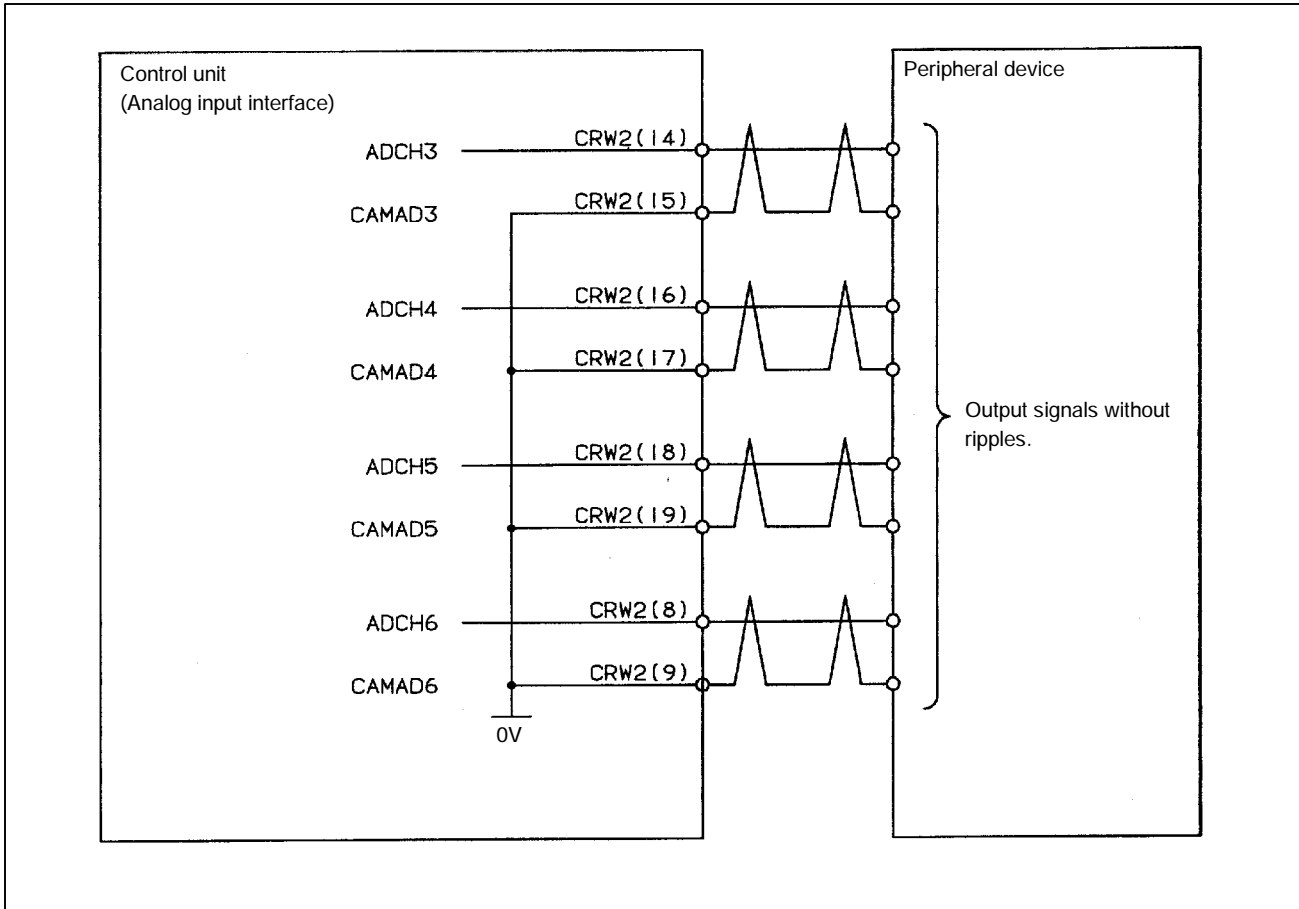 Control unit
(Analog input interface)
Peripheral device
ADCH3
CRW2(14)
CAMAD3
CRW2(15)
ADCH4
CRW2(16)
CAMAD4
CRW2(17)
Output signals without
ripples.
ADCH5
CRW2(18)
CAMAD5
CRW2(19)
ADCH6
CRW2(8)
CAMAD6
CRW2(9)
0V